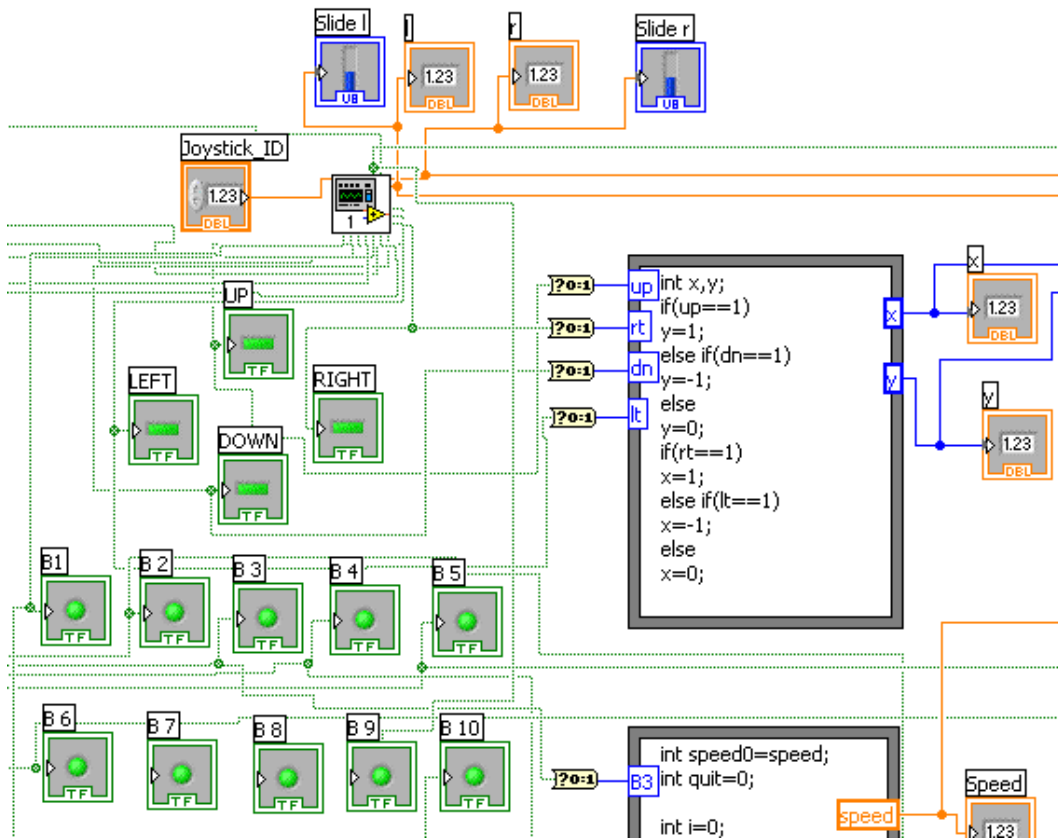 Slide l
l
r
Slide r
1.23
DBL
1.23
DBL
U8
U8
Joystick_ID
1.23
DBL
1
UP
TF
LEFT
TF
RIGHT
TF
DOWN
TF
?0:1
?0:1
?0:1
?0:1
up
rt
dn
lt
int x,y;
if(up==1)
y=1;
else if(dn==1)
y=-1;
else
y=0;
if(rt==1)
x=1;
else if(lt==1)
x=-1;
else
x=0;
x
y
x
1.23
DBL
y
1.23
DBL
B1
TF
B 2
TF
B 3
TF
B 4
TF
B 5
TF
B 6
TF
B 7
TF
B 8
TF
B 9
TF
B 10
TF
?0:1
B3
int speed0=speed;
int quit=0;
int i=0;
speed
Speed
1.23